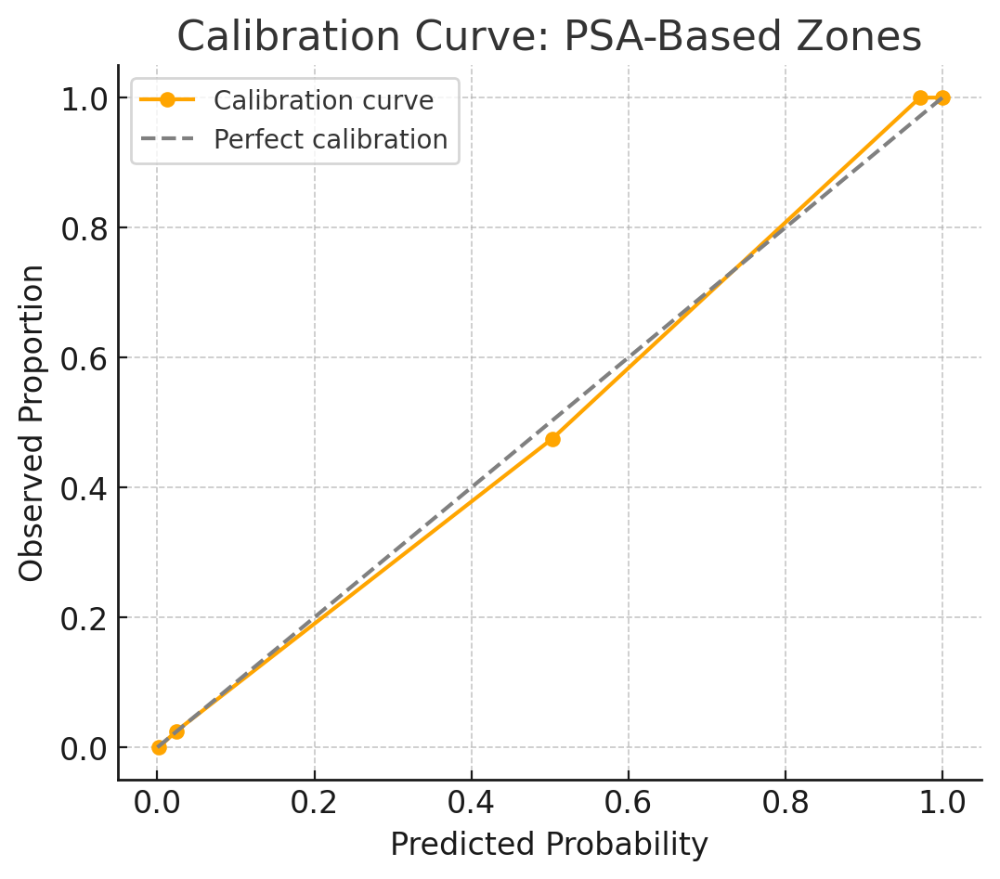 Calibration Curve: PSA-Based Zones
Calibration curve
Perfect calibration
1.0
0.8
0.6
0.4
0.2
0.0
Observed Proportion
0.0 0.2 0.4 0.6 0.8 1.0
Predicted Probability